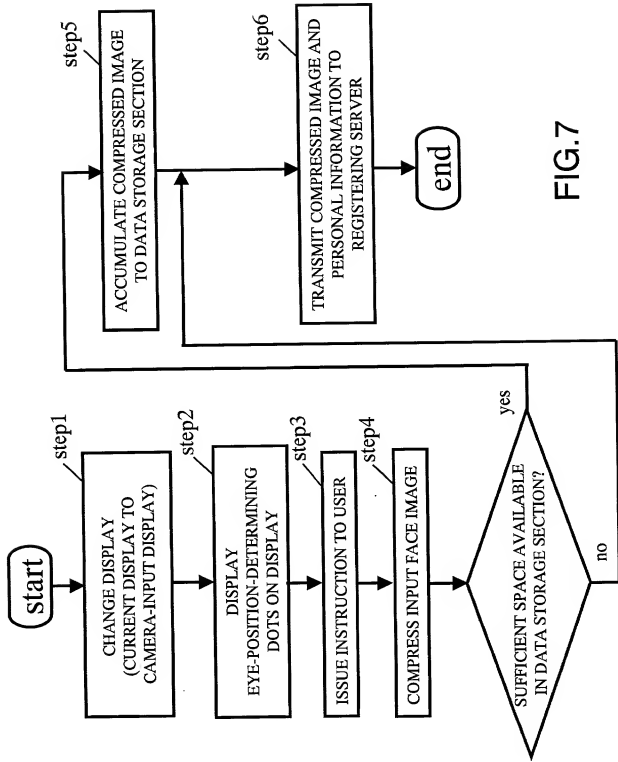 start
step1
CHANGE DISPLAY
(CURRENT DISPLAY TO
CAMERA-INPUT DISPLAY)
step2
DISPLAY
EYE-POSITION-DETERMINING
DOTS ON DISPLAY
step3
ISSUE INSTRUCTION TO USER
step4
COMPRESS INPUT FACE IMAGE
SUFFICIENT SPACE AVAILABLE
IN DATA STORAGE SECTION?
yes
no
step5
ACCUMULATE COMPRESSED IMAGE
TO DATA STORAGE SECTION
step6
TRANSMIT COMPRESSED IMAGE AND
PERSONAL INFORMATION TO
REGISTERING SERVER
end
FIG.7